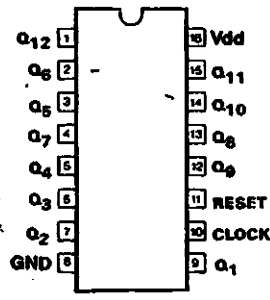 Q12 1 16 Vdd
Q6 2 15 Q11
Q5 3 14 Q10
Q7 4 13 Q8
Q4 5 12 Q9
Q3 6 11 RESET
Q2 7 10 CLOCK
GND 8 9 Q1